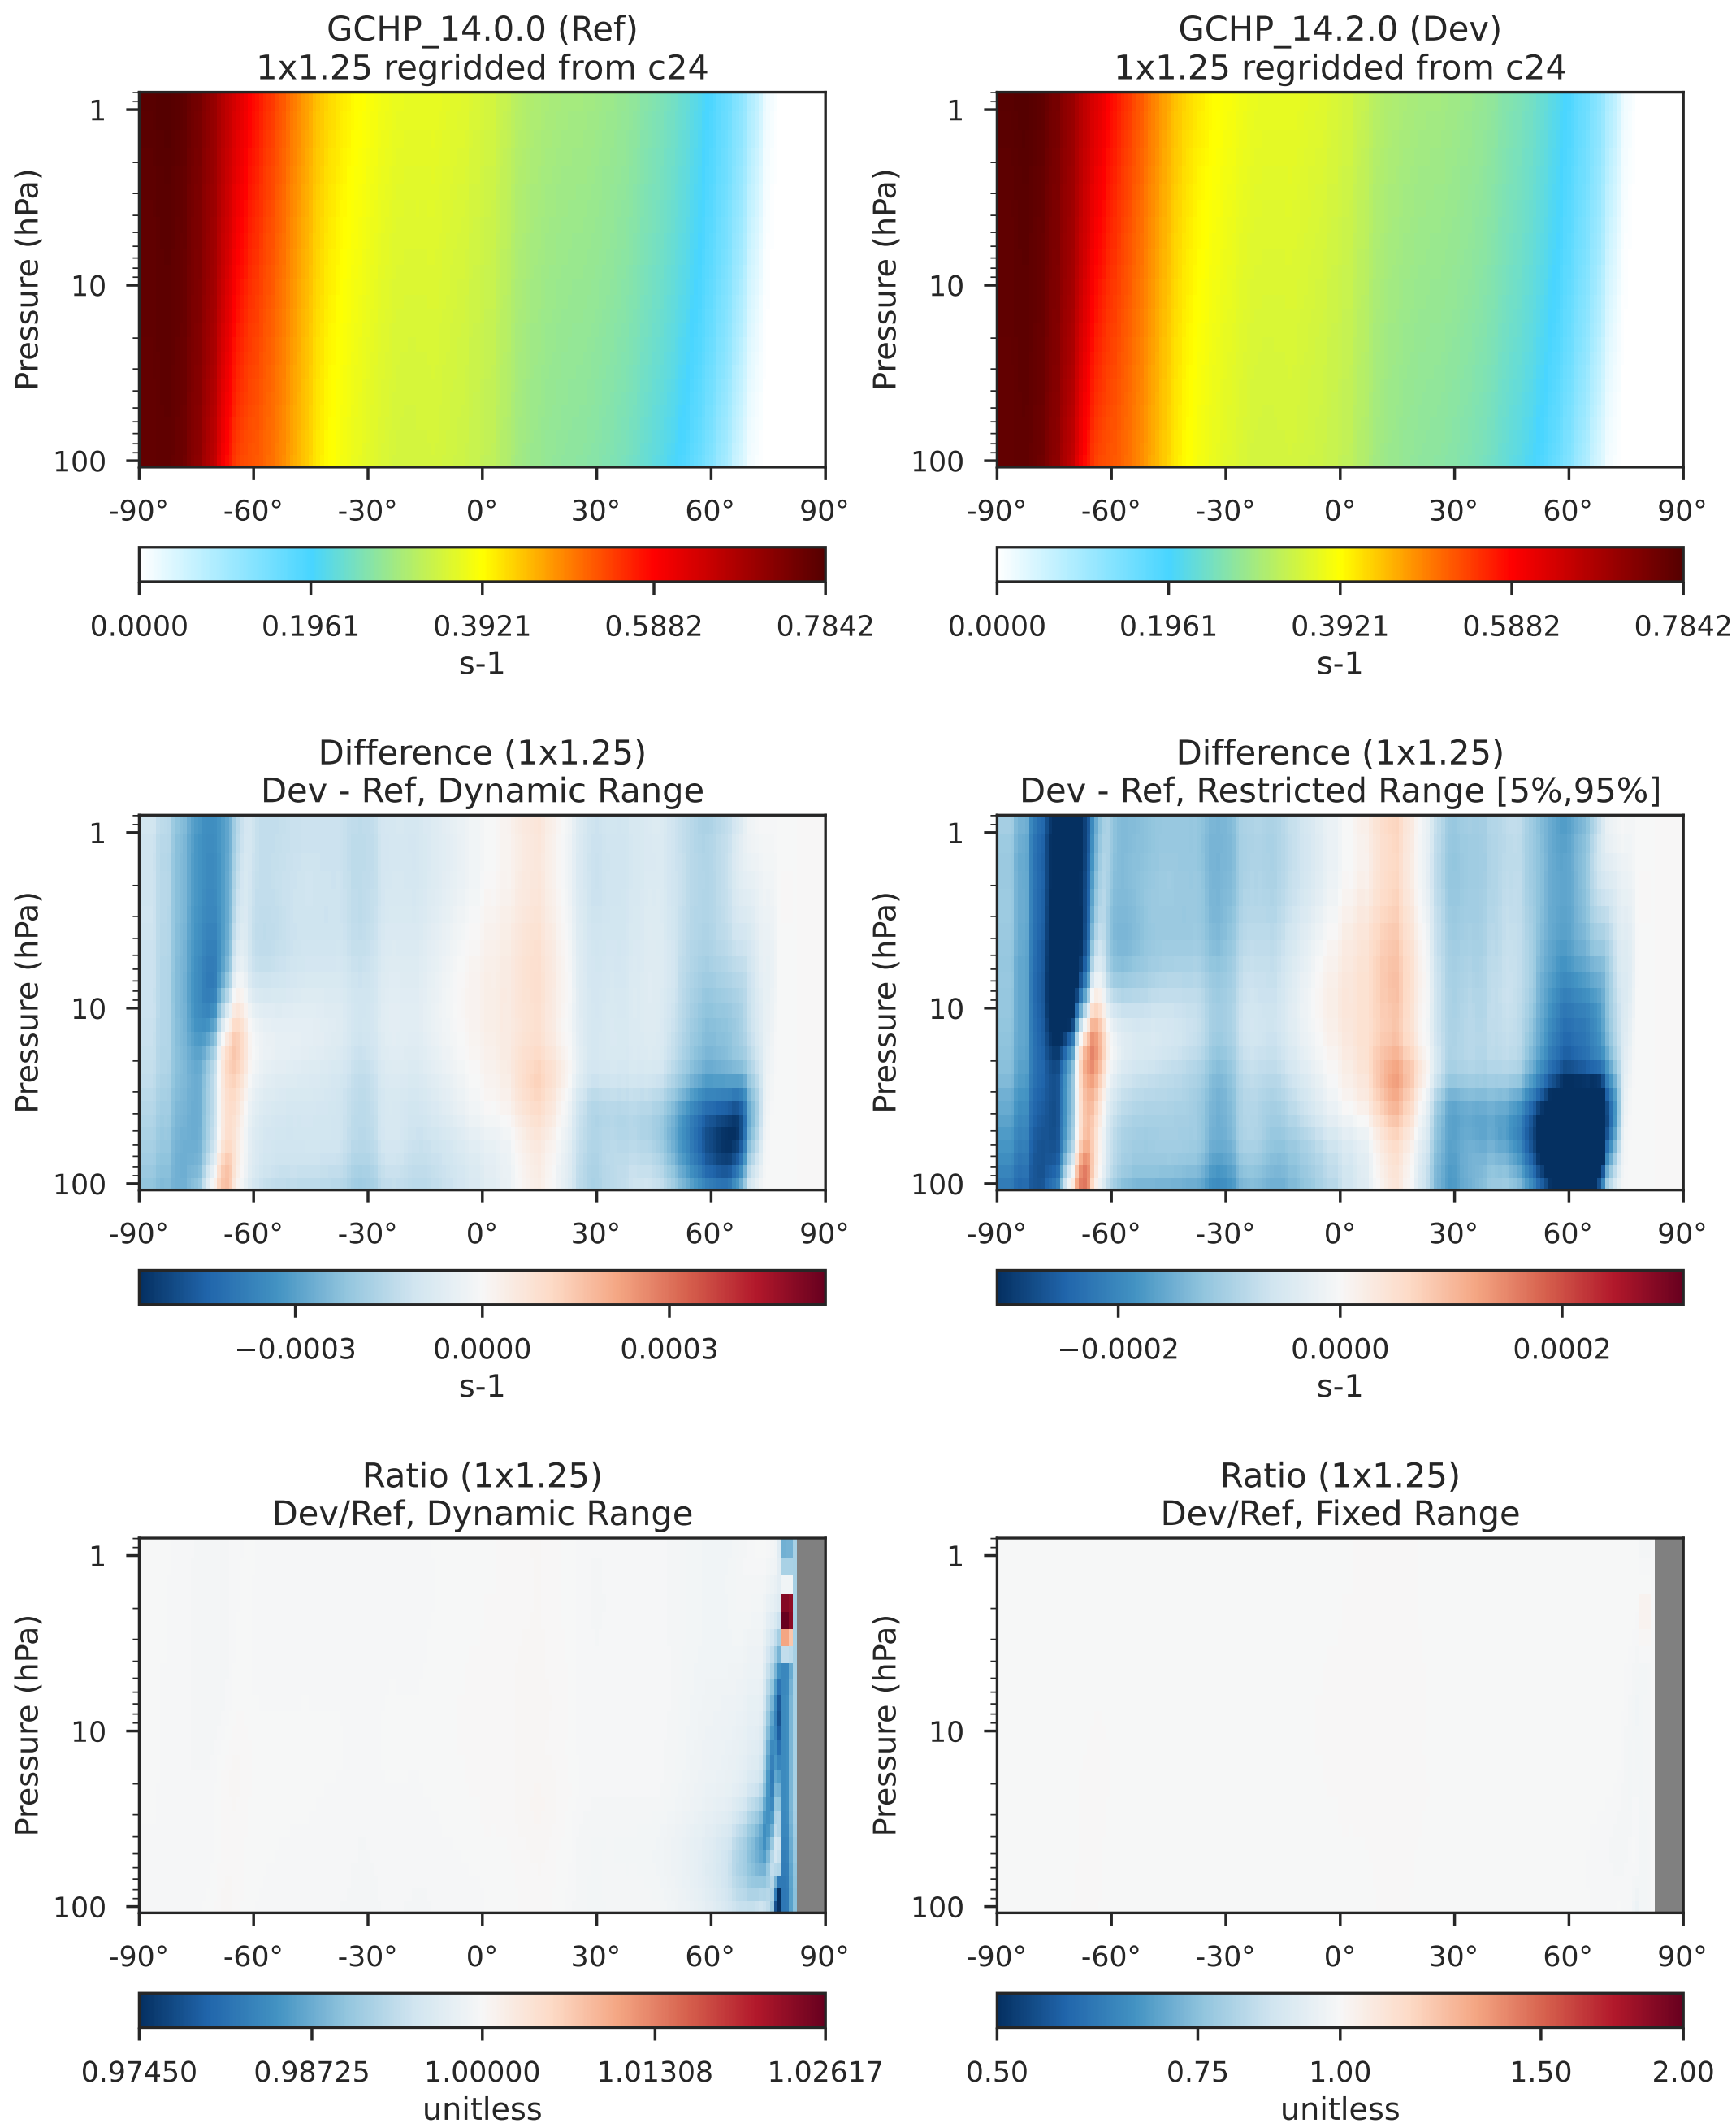 GCHP_14.0.0 (Ref)
1x1.25 regridded from c24
Pressure (hPa)
1
10
100
-90° -60° -30° 0° 30° 60° 90°
0.0000 0.1961 0.3921 0.5882 0.7842
s-1
GCHP_14.2.0 (Dev)
1x1.25 regridded from c24
Pressure (hPa)
1
10
100
-90° -60° -30° 0° 30° 60° 90°
0.0000 0.1961 0.3921 0.5882 0.7842
s-1
Difference (1x1.25)
Dev - Ref, Dynamic Range
Pressure (hPa)
1
10
100
-90° -60° -30° 0° 30° 60° 90°
−0.0003 0.0000 0.0003
s-1
Difference (1x1.25)
Dev - Ref, Restricted Range [5%,95%]
Pressure (hPa)
1
10
100
-90° -60° -30° 0° 30° 60° 90°
−0.0002 0.0000 0.0002
s-1
Ratio (1x1.25)
Dev/Ref, Dynamic Range
Pressure (hPa)
1
10
100
-90° -60° -30° 0° 30° 60° 90°
0.97450 0.98725 1.00000 1.01308 1.02617
unitless
Ratio (1x1.25)
Dev/Ref, Fixed Range
Pressure (hPa)
1
10
100
-90° -60° -30° 0° 30° 60° 90°
0.50 0.75 1.00 1.50 2.00
unitless